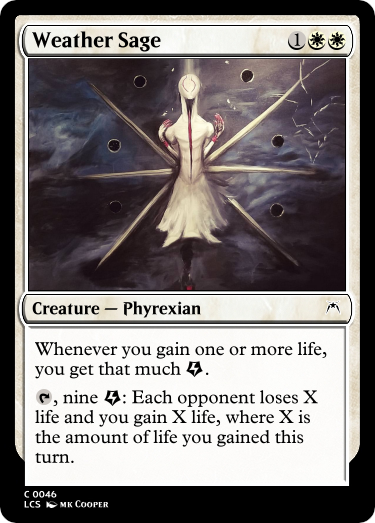 Weather Sage 1
Creature — Phyrexian
Whenever you gain one or more life,
you get that much .
, nine : Each opponent loses X
life and you gain X life, where X is
the amount of life you gained this
turn.
C 0046
LCS MK COOPER